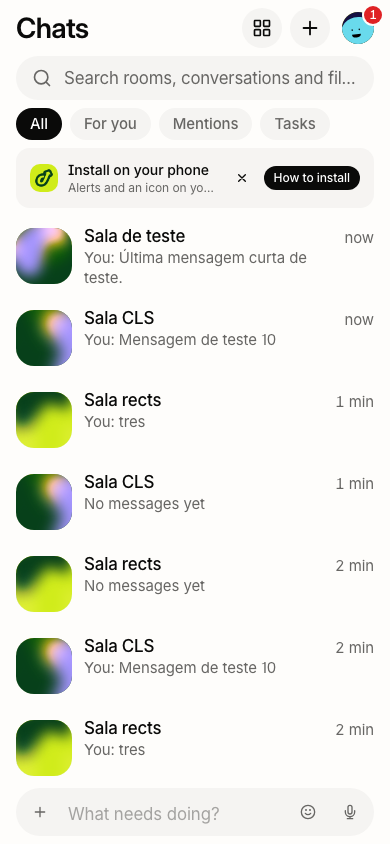 Chats
1
Search rooms, conversations and fil...
All
For you
Mentions
Tasks
Install on your phone
Alerts and an icon on yo...
How to install
Sala de teste
now
You: Última mensagem curta de
teste.
Sala CLS
now
You: Mensagem de teste 10
Sala rects
1 min
You: tres
Sala CLS
1 min
No messages yet
Sala rects
2 min
No messages yet
Sala CLS
2 min
You: Mensagem de teste 10
Sala rects
2 min
You: tres
What needs doing?